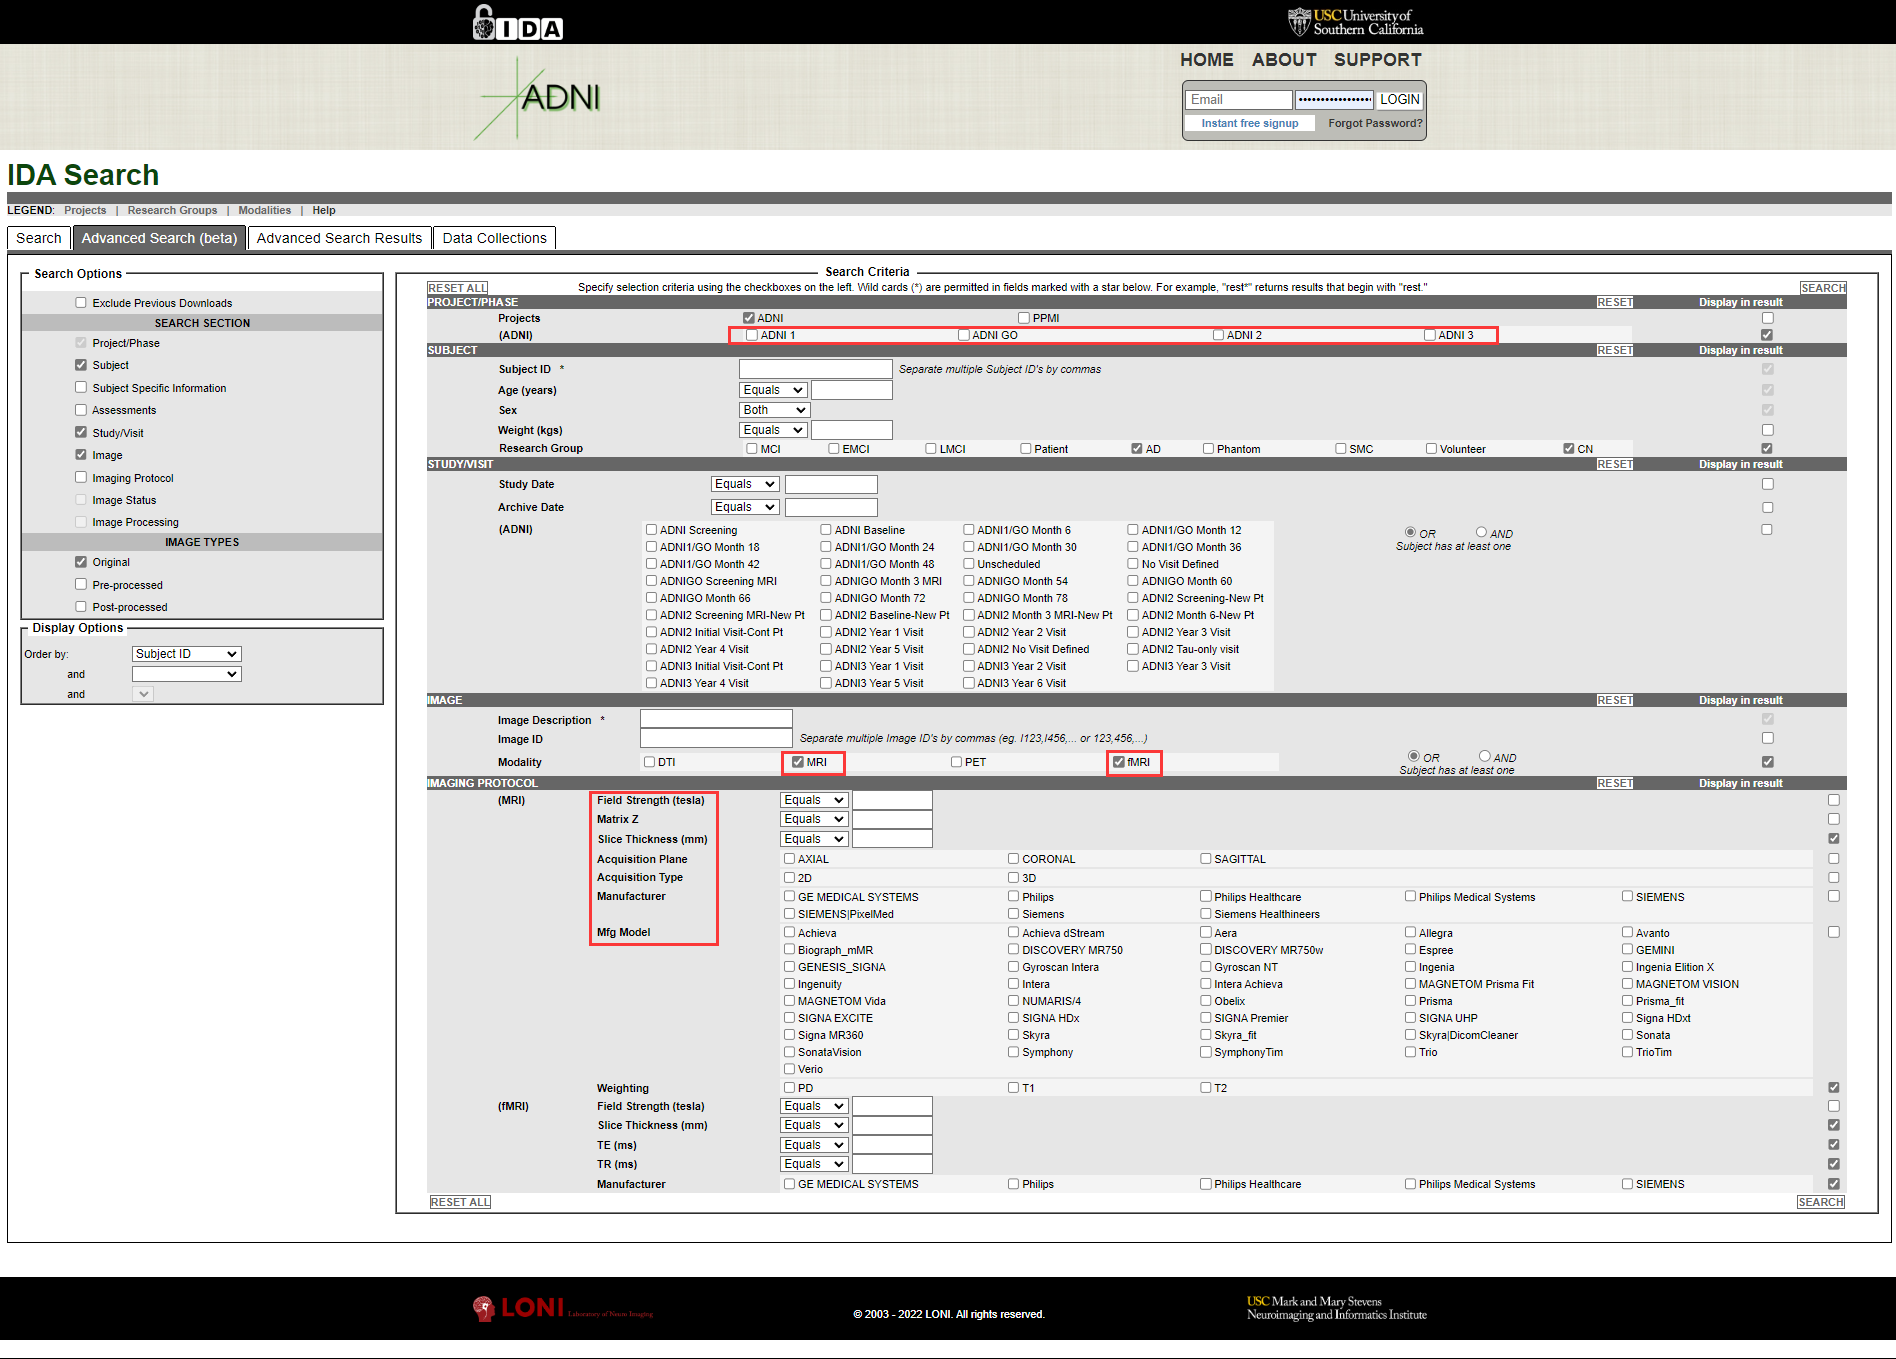 IDA
USC University of
Southern California
HOME ABOUT SUPPORT
ADNI
Email ••••••••••••••••• LOGIN
Instant free signup Forgot Password?
IDA Search
LEGEND: Projects | Research Groups | Modalities | Help
Search Advanced Search (beta) Advanced Search Results Data Collections
Search Options
Exclude Previous Downloads
SEARCH SECTION
Project/Phase
Subject
Subject Specific Information
Assessments
Study/Visit
Image
Imaging Protocol
Image Status
Image Processing
IMAGE TYPES
Original
Pre-processed
Post-processed
Display Options
Order by: Subject ID
and
and
Search Criteria
RESET ALL Specify selection criteria using the checkboxes on the left. Wild cards (*) are permitted in fields marked with a star below. For example, "rest*" returns results that begin with "rest." SEARCH
PROJECT/PHASE RESET Display in result
Projects ADNI PPMI
(ADNI) ADNI 1 ADNI GO ADNI 2 ADNI 3
SUBJECT RESET Display in result
Subject ID * Separate multiple Subject ID's by commas
Age (years) Equals
Sex Both
Weight (kgs) Equals
Research Group MCI EMCI LMCI Patient AD Phantom SMC Volunteer CN
STUDY/VISIT RESET Display in result
Study Date Equals
Archive Date Equals
(ADNI) ADNI Screening ADNI Baseline ADNI1/GO Month 6 ADNI1/GO Month 12 OR AND
ADNI1/GO Month 18 ADNI1/GO Month 24 ADNI1/GO Month 30 ADNI1/GO Month 36 Subject has at least one
ADNI1/GO Month 42 ADNI1/GO Month 48 Unscheduled No Visit Defined
ADNIGO Screening MRI ADNIGO Month 3 MRI ADNIGO Month 54 ADNIGO Month 60
ADNIGO Month 66 ADNIGO Month 72 ADNIGO Month 78 ADNI2 Screening-New Pt
ADNI2 Screening MRI-New Pt ADNI2 Baseline-New Pt ADNI2 Month 3 MRI-New Pt ADNI2 Month 6-New Pt
ADNI2 Initial Visit-Cont Pt ADNI2 Year 1 Visit ADNI2 Year 2 Visit ADNI2 Year 3 Visit
ADNI2 Year 4 Visit ADNI2 Year 5 Visit ADNI2 No Visit Defined ADNI2 Tau-only visit
ADNI3 Initial Visit-Cont Pt ADNI3 Year 1 Visit ADNI3 Year 2 Visit ADNI3 Year 3 Visit
ADNI3 Year 4 Visit ADNI3 Year 5 Visit ADNI3 Year 6 Visit
IMAGE RESET Display in result
Image Description *
Image ID Separate multiple Image ID's by commas (eg. I123,I456,... or 123,456,...)
Modality DTI MRI PET fMRI OR AND
Subject has at least one
IMAGING PROTOCOL RESET Display in result
(MRI) Field Strength (tesla) Equals
Matrix Z Equals
Slice Thickness (mm) Equals
Acquisition Plane AXIAL CORONAL SAGITTAL
Acquisition Type 2D 3D
Manufacturer GE MEDICAL SYSTEMS Philips Philips Healthcare Philips Medical Systems SIEMENS
SIEMENS|PixelMed Siemens Siemens Healthineers
Mfg Model Achieva Achieva dStream Aera Allegra Avanto
Biograph_mMR DISCOVERY MR750 DISCOVERY MR750w Espree GEMINI
GENESIS_SIGNA Gyroscan Intera Gyroscan NT Ingenia Ingenia Elition X
Ingenuity Intera Intera Achieva MAGNETOM Prisma Fit MAGNETOM VISION
MAGNETOM Vida NUMARIS/4 Obelix Prisma Prisma_fit
SIGNA EXCITE SIGNA HDx SIGNA Premier SIGNA UHP Signa HDxt
Signa MR360 Skyra Skyra_fit Skyra|DicomCleaner Sonata
SonataVision Symphony SymphonyTim Trio TrioTim
Verio
Weighting PD T1 T2
(fMRI) Field Strength (tesla) Equals
Slice Thickness (mm) Equals
TE (ms) Equals
TR (ms) Equals
Manufacturer GE MEDICAL SYSTEMS Philips Philips Healthcare Philips Medical Systems SIEMENS
RESET ALL SEARCH
LONI Laboratory of Neuro Imaging
© 2003 - 2022 LONI. All rights reserved.
USC Mark and Mary Stevens
Neuroimaging and Informatics Institute